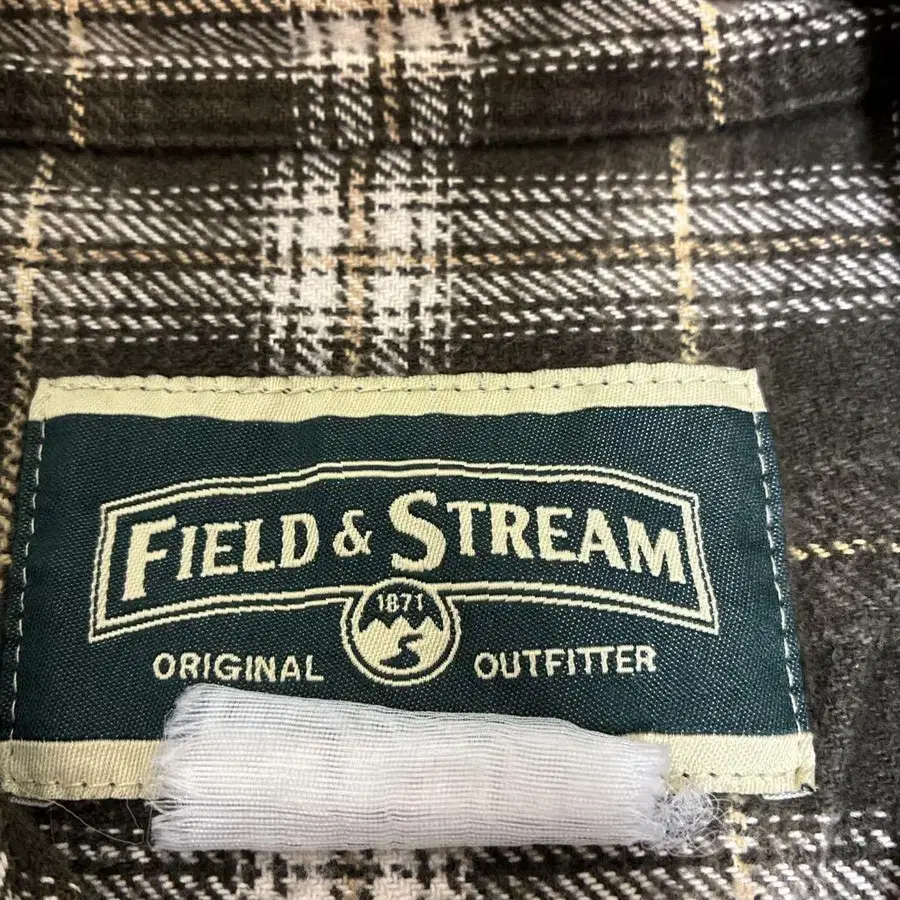 FIELD & STREAM
1871
ORIGINAL OUTFITTER